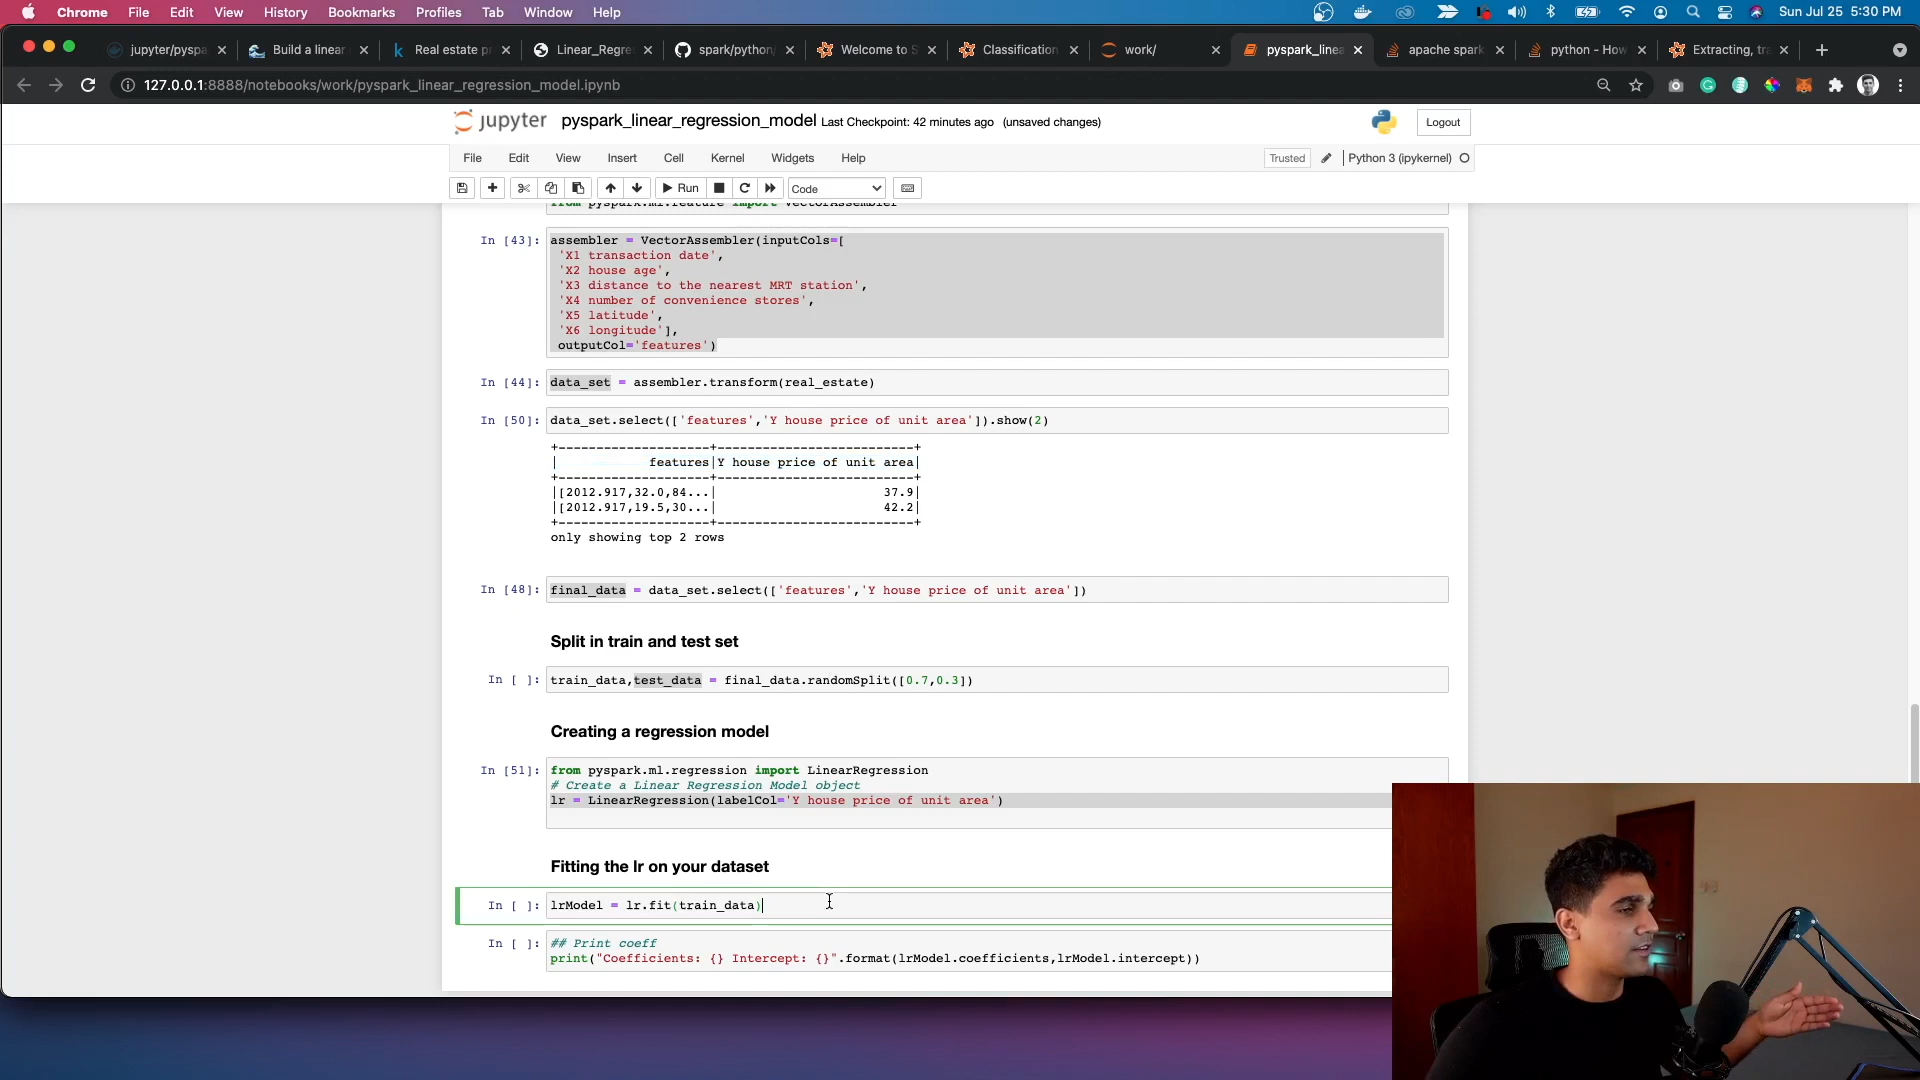 Chrome File Edit View History Bookmarks Profiles Tab Window Help Sun Jul 25 5:30 PM
jupyter/pyspa Build a linear Real estate p Linear_Regre spark/python Welcome to S Classification work/ pyspark_linea apache spark python - How Extracting, tra
127.0.0.1:8888/notebooks/work/pyspark_linear_regression_model.ipynb
jupyter pyspark_linear_regression_model Last Checkpoint: 42 minutes ago (unsaved changes) Logout
File Edit View Insert Cell Kernel Widgets Help Trusted Python 3 (ipykernel)
Run Code
from pyspark.ml.feature import VectorAssembler
In [43]: assembler = VectorAssembler(inputCols=[
'X1 transaction date',
'X2 house age',
'X3 distance to the nearest MRT station',
'X4 number of convenience stores',
'X5 latitude',
'X6 longitude'],
outputCol='features')
In [44]: data_set = assembler.transform(real_estate)
In [50]: data_set.select(['features','Y house price of unit area']).show(2)
+--------------------+--------------------------+
|            features|Y house price of unit area|
+--------------------+--------------------------+
|[2012.917,32.0,84...|                      37.9|
|[2012.917,19.5,30...|                      42.2|
+--------------------+--------------------------+
only showing top 2 rows
In [48]: final_data = data_set.select(['features','Y house price of unit area'])
Split in train and test set
In [ ]: train_data,test_data = final_data.randomSplit([0.7,0.3])
Creating a regression model
In [51]: from pyspark.ml.regression import LinearRegression
# Create a Linear Regression Model object
lr = LinearRegression(labelCol='Y house price of unit area')
Fitting the lr on your dataset
In [ ]: lrModel = lr.fit(train_data)
In [ ]: ## Print coeff
print("Coefficients: {} Intercept: {}".format(lrModel.coefficients,lrModel.intercept))